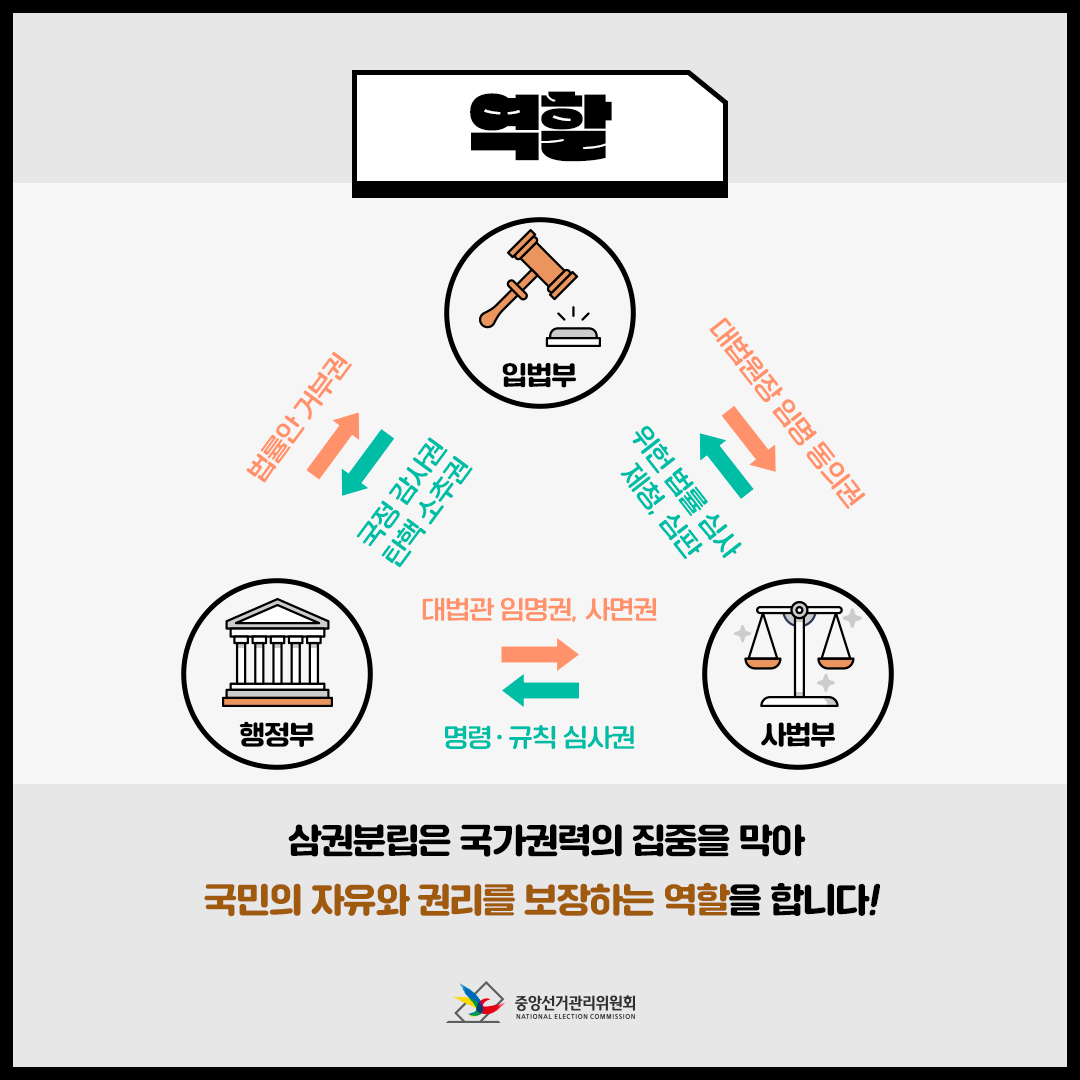 역할
입법부
법률안 거부권
국정 감사권
탄핵 소추권
대법원장 임명 동의권
위헌 법률 심사
제청, 심판
행정부
대법관 임명권, 사면권
명령·규칙 심사권
사법부
삼권분립은 국가권력의 집중을 막아
국민의 자유와 권리를 보장하는 역할을 합니다!
중앙선거관리위원회
NATIONAL ELECTION COMMISSION